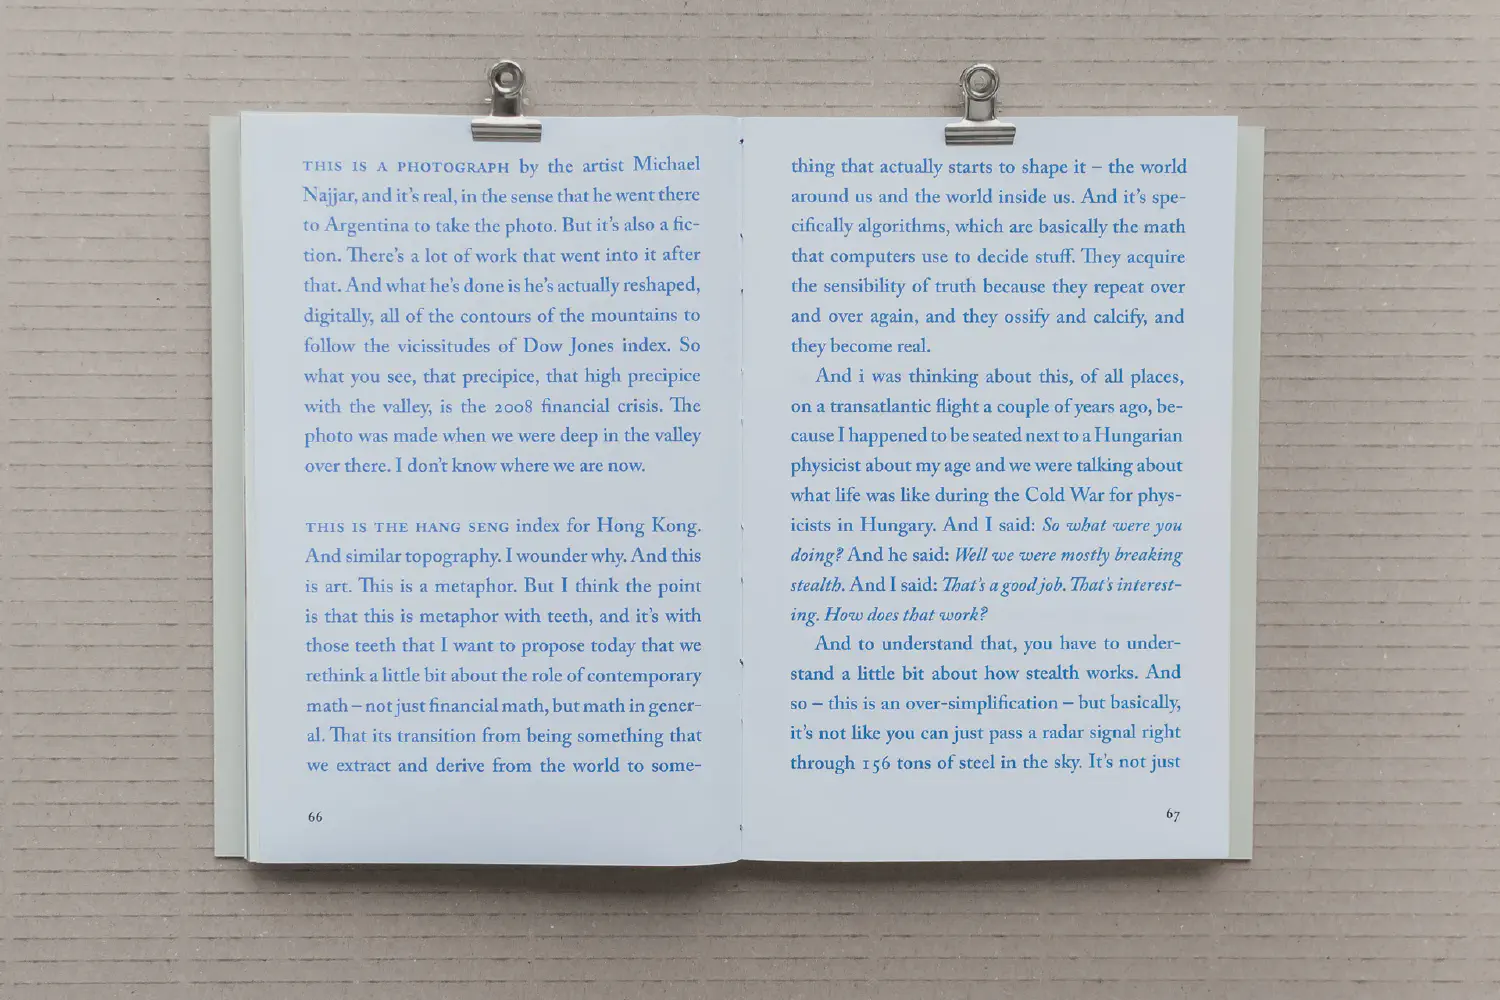 THIS IS A PHOTOGRAPH by the artist Michael
Najjar, and it's real, in the sense that he went there
to Argentina to take the photo. But it's also a fic-
tion. There's a lot of work that went into it after
that. And what he's done is he's actually reshaped,
digitally, all of the contours of the mountains to
follow the vicissitudes of Dow Jones index. So
what you see, that precipice, that high precipice
with the valley, is the 2008 financial crisis. The
photo was made when we were deep in the valley
over there. I don't know where we are now.
THIS IS THE HANG SENG index for Hong Kong.
And similar topography. I wounder why. And this
is art. This is a metaphor. But I think the point
is that this is metaphor with teeth, and it's with
those teeth that I want to propose today that we
rethink a little bit about the role of contemporary
math – not just financial math, but math in gener-
al. That its transition from being something that
we extract and derive from the world to some-
66
thing that actually starts to shape it – the world
around us and the world inside us. And it's spe-
cifically algorithms, which are basically the math
that computers use to decide stuff. They acquire
the sensibility of truth because they repeat over
and over again, and they ossify and calcify, and
they become real.
And i was thinking about this, of all places,
on a transatlantic flight a couple of years ago, be-
cause I happened to be seated next to a Hungarian
physicist about my age and we were talking about
what life was like during the Cold War for phys-
icists in Hungary. And I said: So what were you
doing? And he said: Well we were mostly breaking
stealth. And I said: That's a good job. That's interest-
ing. How does that work?
And to understand that, you have to under-
stand a little bit about how stealth works. And
so – this is an over-simplification – but basically,
it's not like you can just pass a radar signal right
through 156 tons of steel in the sky. It's not just
67